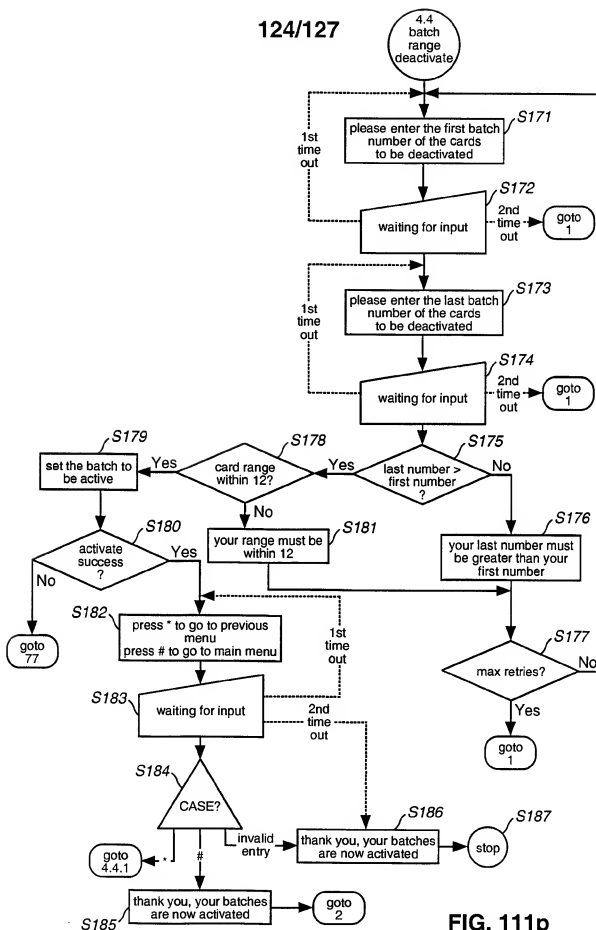 124/127
4.4
batch
range
deactivate
S171
please enter the first batch
number of the cards
to be deactivated
1st
time
out
S172
waiting for input
2nd
time
out
goto
1
S173
please enter the last batch
number of the cards
to be deactivated
1st
time
out
S174
waiting for input
2nd
time
out
goto
1
S175
last number >
first number
?
Yes
No
S178
card range
within 12?
Yes
No
S179
set the batch to
be active
S180
activate
success
?
Yes
No
S181
your range must be
within 12
S176
your last number must
be greater than your
first number
goto
77
S182
press * to go to previous
menu
press # to go to main menu
1st
time
out
S177
max retries?
No
Yes
goto
1
S183
waiting for input
2nd
time
out
S184
CASE?
*
#
invalid
entry
goto
4.4.1
S186
thank you, your batches
are now activated
S187
stop
S185
thank you, your batches
are now activated
goto
2
FIG. 111p